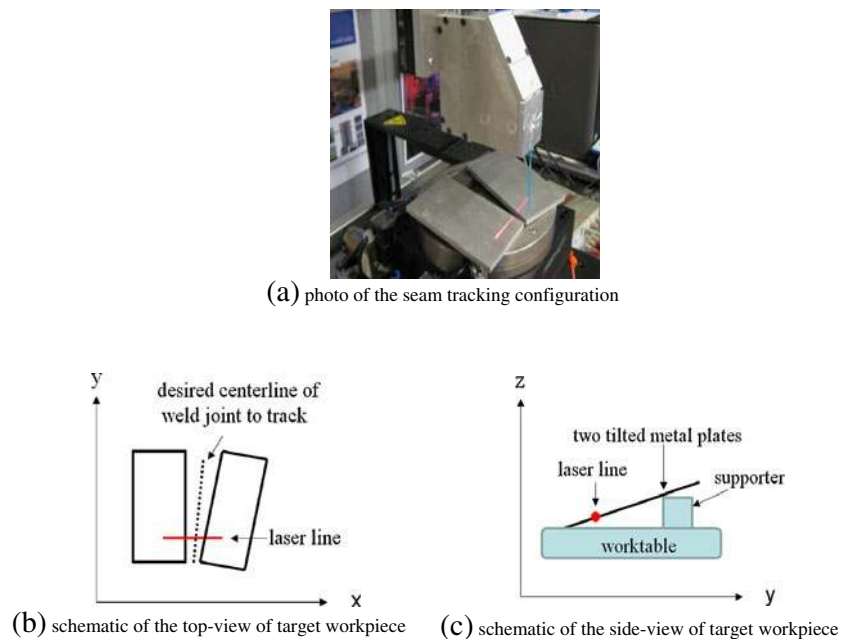 (a) photo of the seam tracking configuration
y
desired centerline of
weld joint to track
laser line
x
(b) schematic of the top-view of target workpiece
z
two tilted metal plates
laser line
supporter
worktable
y
(c) schematic of the side-view of target workpiece